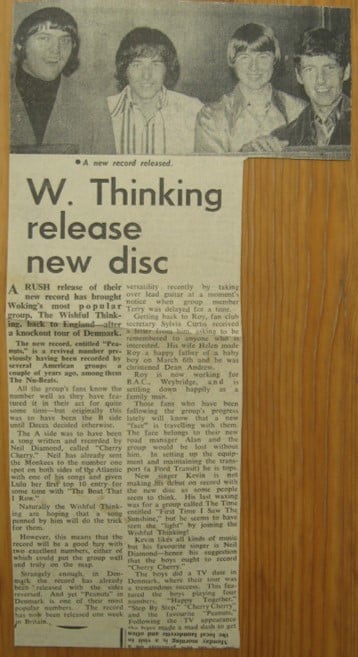 A new record released.
W. Thinking
release
new disc
A RUSH release of their
new record has brought
Woking's most popular
group, The Wishful Think-
ing, back to England—after
a knockout tour of Denmark.
The new record, entitled "Pea-
nuts," is a revived number pre-
viously having been recorded by
several American groups a
couple of years ago, among them
The Nu-Beats.
All the group's fans know the
number well as they have fea-
tured it in their act for quite
some time—but originally this
was to have been the B side
until Decca decided otherwise.
The A side was to have been
a song written and recorded by
Neil Diamond, called "Cherry
Cherry." Neil has already sent
the Monkees to the number one
spot on both sides of the Atlantic
with one of his songs and given
Lulu her first top 10 entry for
some time with "The Boat That
I Row."
Naturally the Wishful Think-
ing are hoping that a song
penned by him will do the trick
for them.
However, this means that the
record will be a good buy with
two excellent numbers, either of
which could put the group well
and truly on the map.
Strangely enough, in Den-
mark the record has already
been released with the sides
reversed. And yet "Peanuts" in
Denmark is one of their most
popular numbers. The record
has now been released one week
in Britain.
versatility recently by taking
over lead guitar at a moment's
notice when group member
Terry was delayed for a time.
Getting back to Roy, fan club
secretary Sylvia Curtis received
a letter from him, asking to be
remembered to anyone who is
interested. His wife Helen made
Roy a happy father of a baby
boy on March 6th and he was
christened Dean Andrew.
Roy is now working for
B.A.C., Weybridge, and is
settling down happily as a
family man.
Those fans who have been
following the group's progress
lately will know that a new
"face" is travelling with them.
The face belongs to their new
road manager Alan and the
group would be lost without
him. In setting up the equip-
ment and maintaining the trans-
port (a Ford Transit) he is tops.
New singer Kevin is not
making his debut on record with
the new disc as some people
seem to think. His last waxing
was for a group called The Time
entitled "First Time I Saw The
Sunshine," but he seems to have
seen the "light" by joining the
Wishful Thinking!
Kevin likes all kinds of music
but his favourite singer is Neil
Diamond—hence his suggestion
that the boys ought to record
"Cherry Cherry."
The boys did a TV date in
Denmark, where their tour was
a tremendous success. This fea-
tured the boys playing four
numbers, "Happy Together,"
"Step By Step," "Cherry Cherry"
and the favourite "Peanuts."
Following the TV appearance
the boys made a mad dash to get
the local launderette and often
Monday morning is a visit to